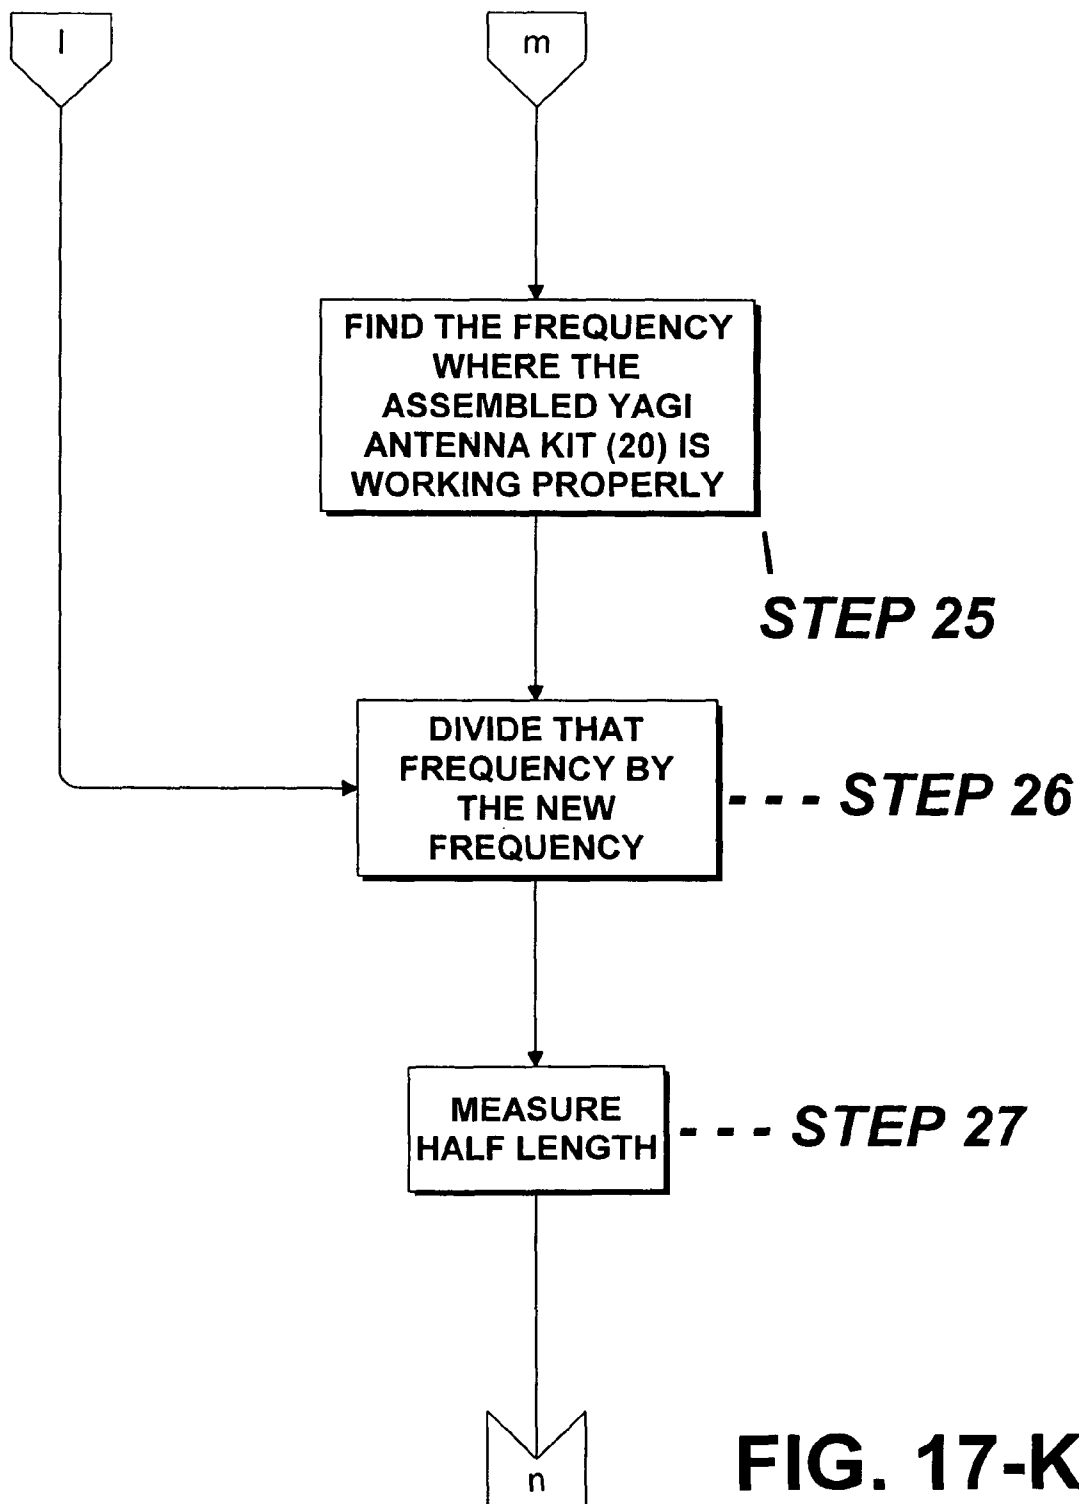 l
m
FIND THE FREQUENCY
WHERE THE
ASSEMBLED YAGI
ANTENNA KIT (20) IS
WORKING PROPERLY
STEP 25
DIVIDE THAT
FREQUENCY BY
THE NEW
FREQUENCY
- - - STEP 26
MEASURE
HALF LENGTH
- - - STEP 27
n
FIG. 17-K